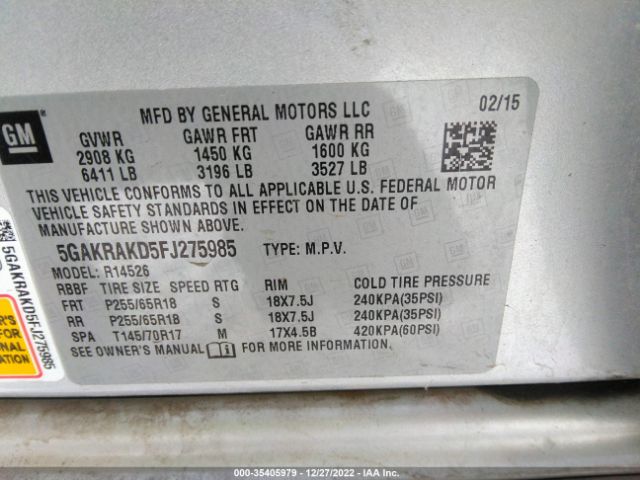 GM
MFD BY GENERAL MOTORS LLC 02/15
GVWR GAWR FRT GAWR RR
2908 KG 1450 KG 1600 KG
6411 LB 3196 LB 3527 LB
THIS VEHICLE CONFORMS TO ALL APPLICABLE U.S. FEDERAL MOTOR
VEHICLE SAFETY STANDARDS IN EFFECT ON THE DATE OF
MANUFACTURE SHOWN ABOVE.
5GAKRAKD5FJ275985 TYPE: M.P.V.
MODEL: R14526
RBBF TIRE SIZE SPEED RTG RIM COLD TIRE PRESSURE
FRT P255/65R18 S 18X7.5J 240KPA(35PSI)
RR P255/65R18 S 18X7.5J 240KPA(35PSI)
SPA T145/70R17 M 17X4.5B 420KPA(60PSI)
SEE OWNER'S MANUAL FOR MORE INFORMATION.
5GAKRAKD5FJ275985
R'S
FOR
NAL
ATION
000-35405979 > 12/27/2022 - IAA Inc.